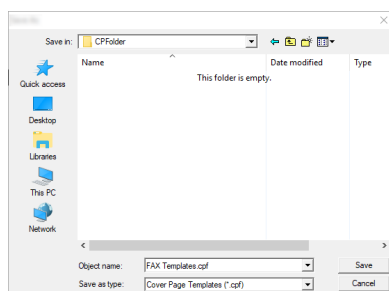 Save As
Save in: CPFolder
Name Date modified Type
This folder is empty.
Quick access
Desktop
Libraries
This PC
Network
Object name: FAX Templates.cpf Save
Save as type: Cover Page Templates (*.cpf) Cancel